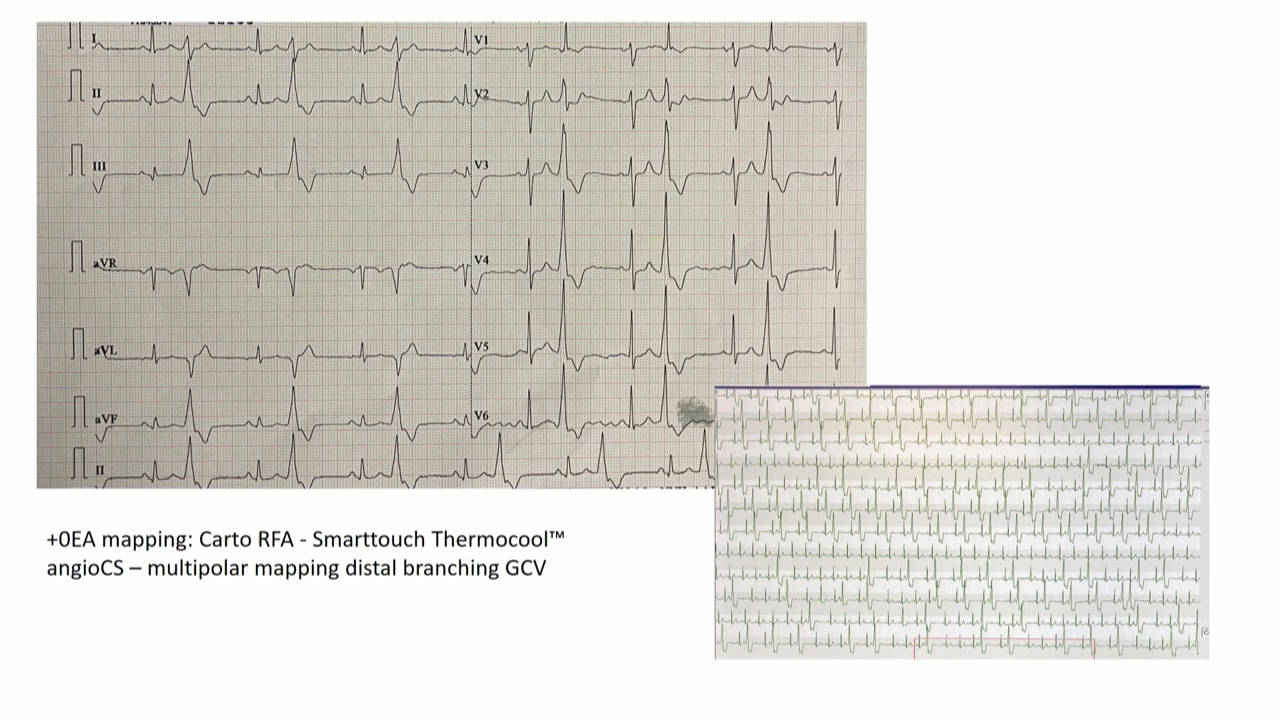 I
V1
II
V2
III
V3
aVR
V4
aVL
V5
aVF
V6
II
+0EA mapping: Carto RFA - Smarttouch Thermocool™
angioCS – multipolar mapping distal branching GCV